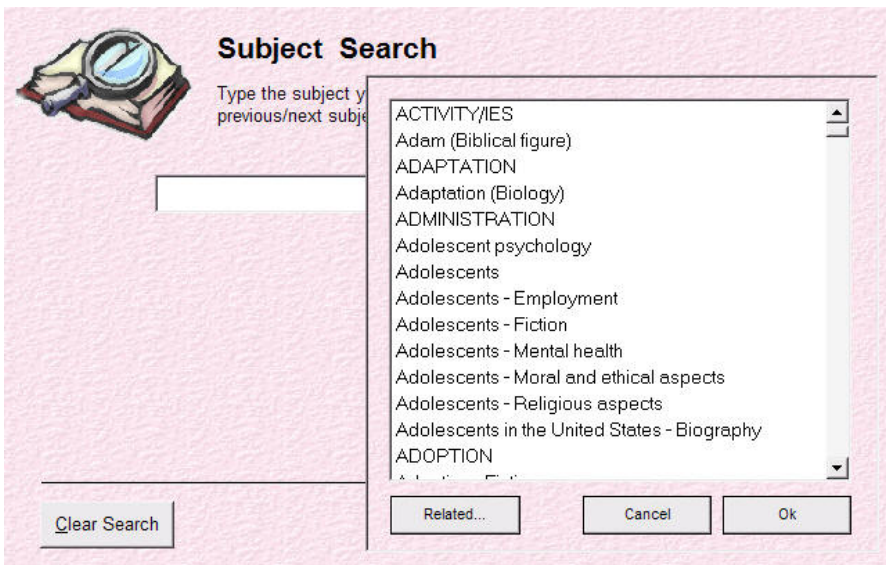 Subject Search
Type the subject y
previous/next subje
ACTIVITY/IES
Adam (Biblical figure)
ADAPTATION
Adaptation (Biology)
ADMINISTRATION
Adolescent psychology
Adolescents
Adolescents - Employment
Adolescents - Fiction
Adolescents - Mental health
Adolescents - Moral and ethical aspects
Adolescents - Religious aspects
Adolescents in the United States - Biography
ADOPTION
Related...
Cancel
Ok
Clear Search